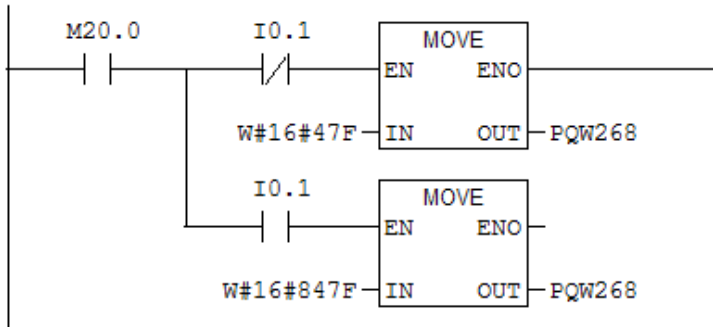 M20.0 I0.1 MOVE
EN ENO
W#16#47F IN OUT PQW268
I0.1 MOVE
EN ENO
W#16#847F IN OUT PQW268